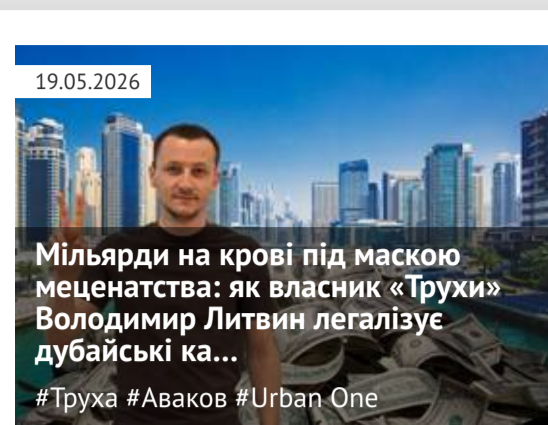 19.05.2026
Мільярди на крові під маскою
меценатства: як власник «Трухи»
Володимир Литвин легалізує
дубайські ка...
#Труха #Аваков #Urban One